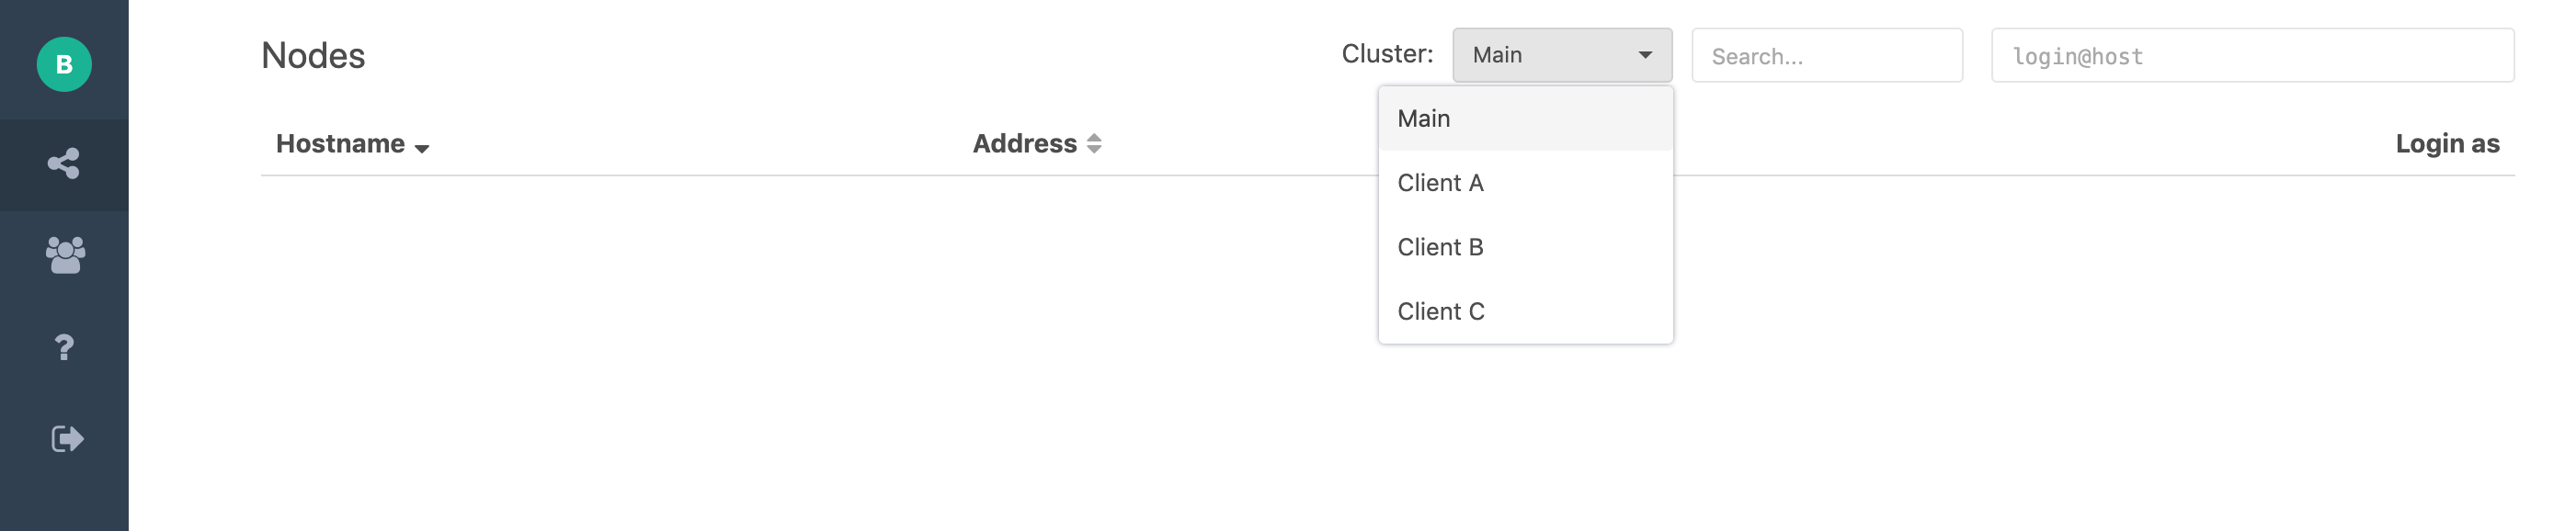 B
Nodes
Cluster: Main Search... login@host
Hostname Address Login as
Main
Client A
Client B
Client C
?